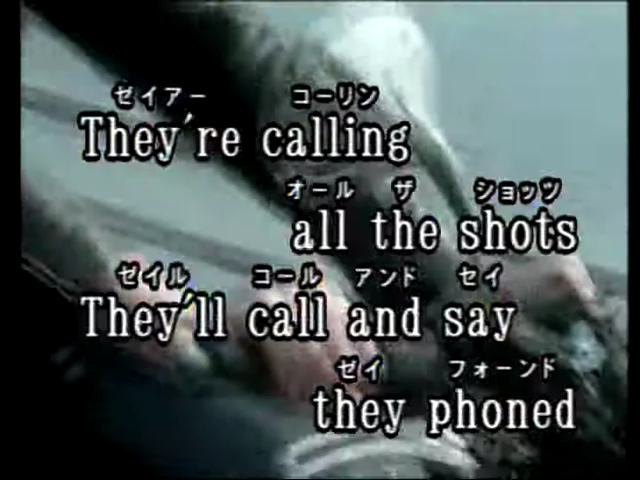 ゼイアー コーリン
They're calling
オール ザ ショッツ
all the shots
ゼイル コール アンド セイ
They'll call and say
ゼイ フォーンド
they phoned